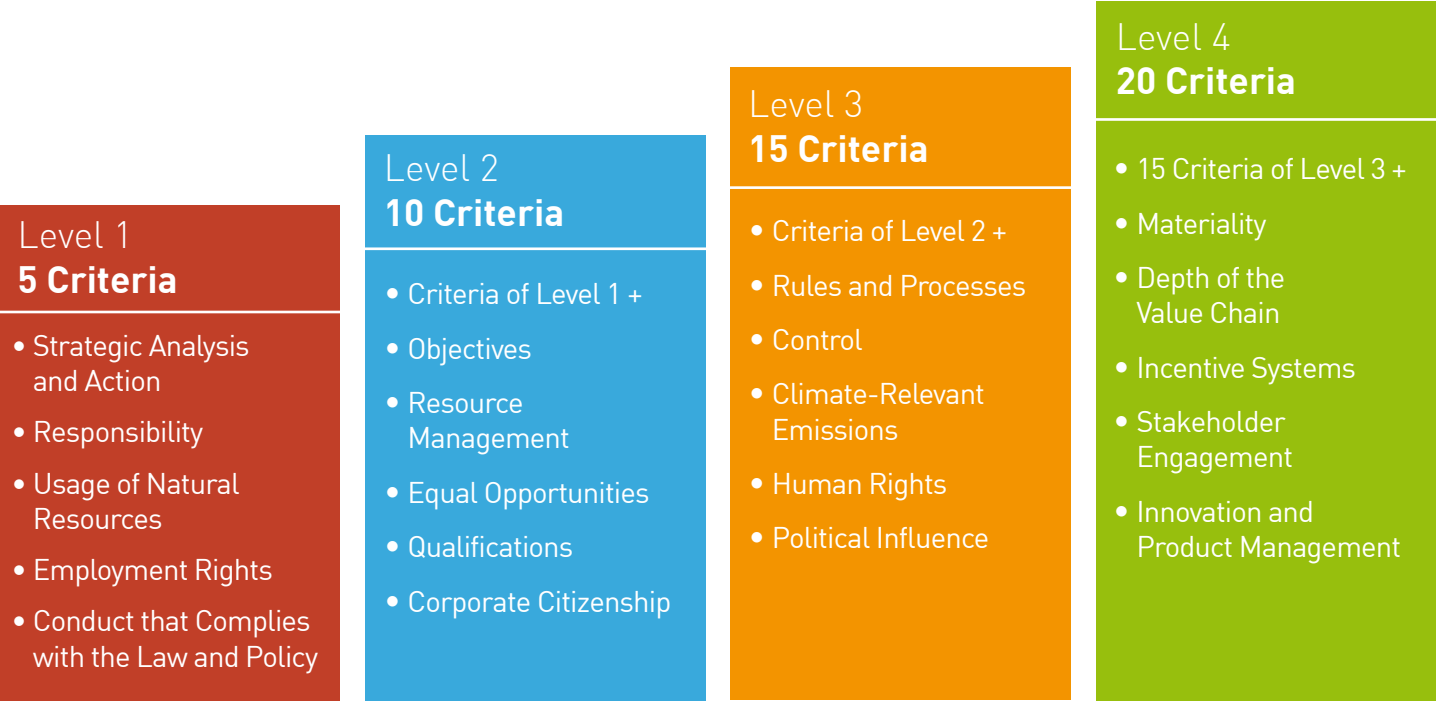 Level 1
5 Criteria
• Strategic Analysis
and Action
• Responsibility
• Usage of Natural
Resources
• Employment Rights
• Conduct that Complies
with the Law and Policy
Level 2
10 Criteria
• Criteria of Level 1 +
• Objectives
• Resource
Management
• Equal Opportunities
• Qualifications
• Corporate Citizenship
Level 3
15 Criteria
• Criteria of Level 2 +
• Rules and Processes
• Control
• Climate-Relevant
Emissions
• Human Rights
• Political Influence
Level 4
20 Criteria
• 15 Criteria of Level 3 +
• Materiality
• Depth of the
Value Chain
• Incentive Systems
• Stakeholder
Engagement
• Innovation and
Product Management